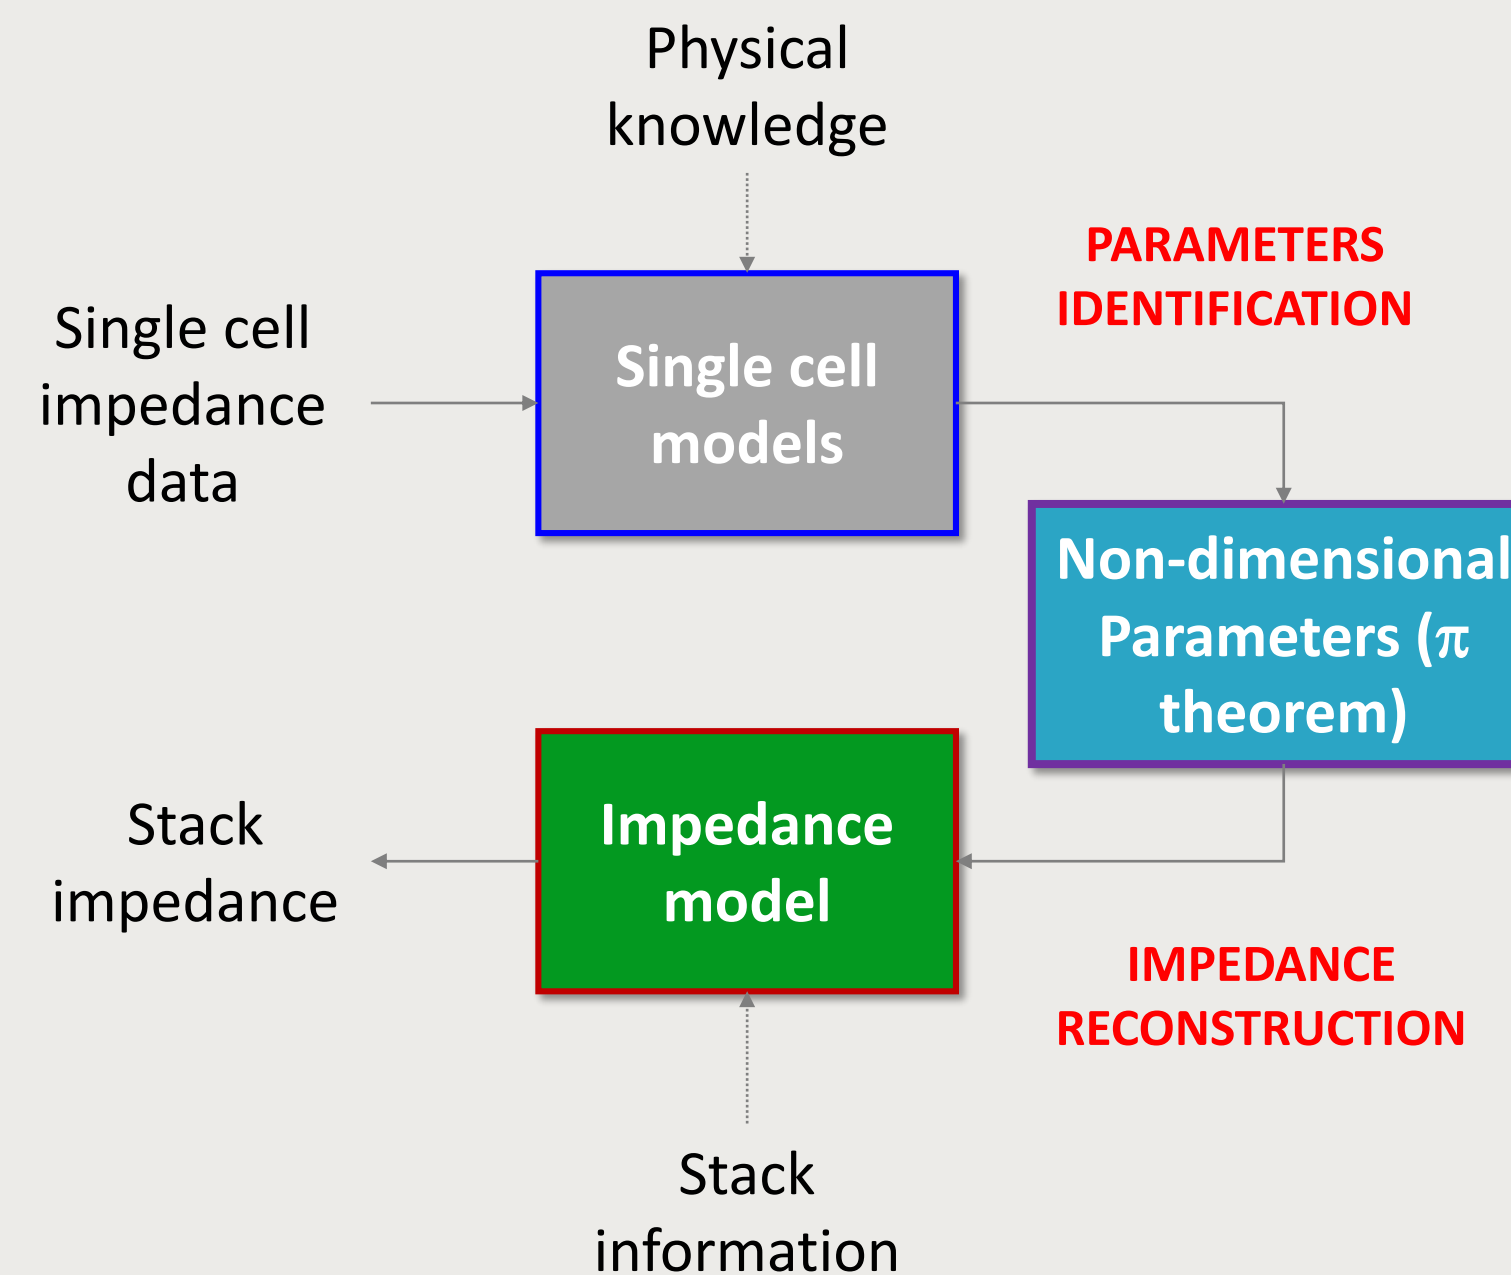 Physical
knowledge
PARAMETERS
IDENTIFICATION
Single cell
impedance
data
Single cell
models
Non-dimensional
Parameters (π
theorem)
Impedance
model
Stack
impedance
IMPEDANCE
RECONSTRUCTION
Stack
information